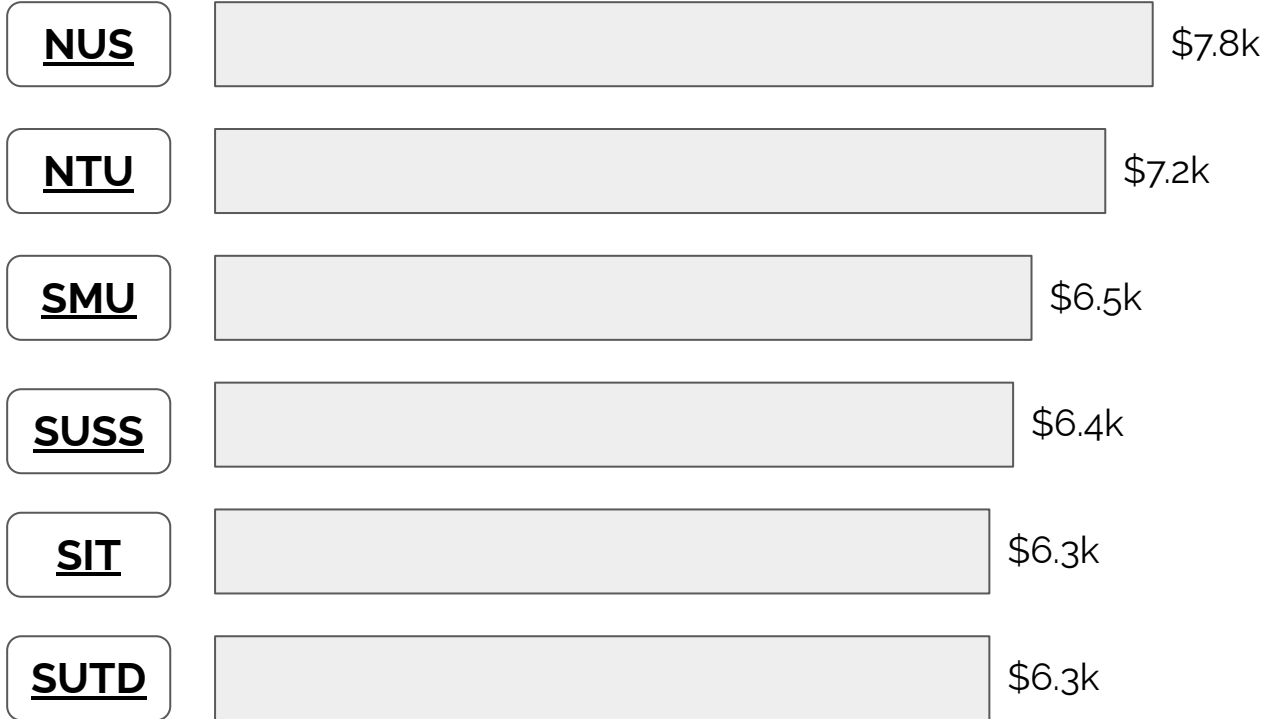 NUS $7.8k
NTU $7.2k
SMU $6.5k
SUSS $6.4k
SIT $6.3k
SUTD $6.3k